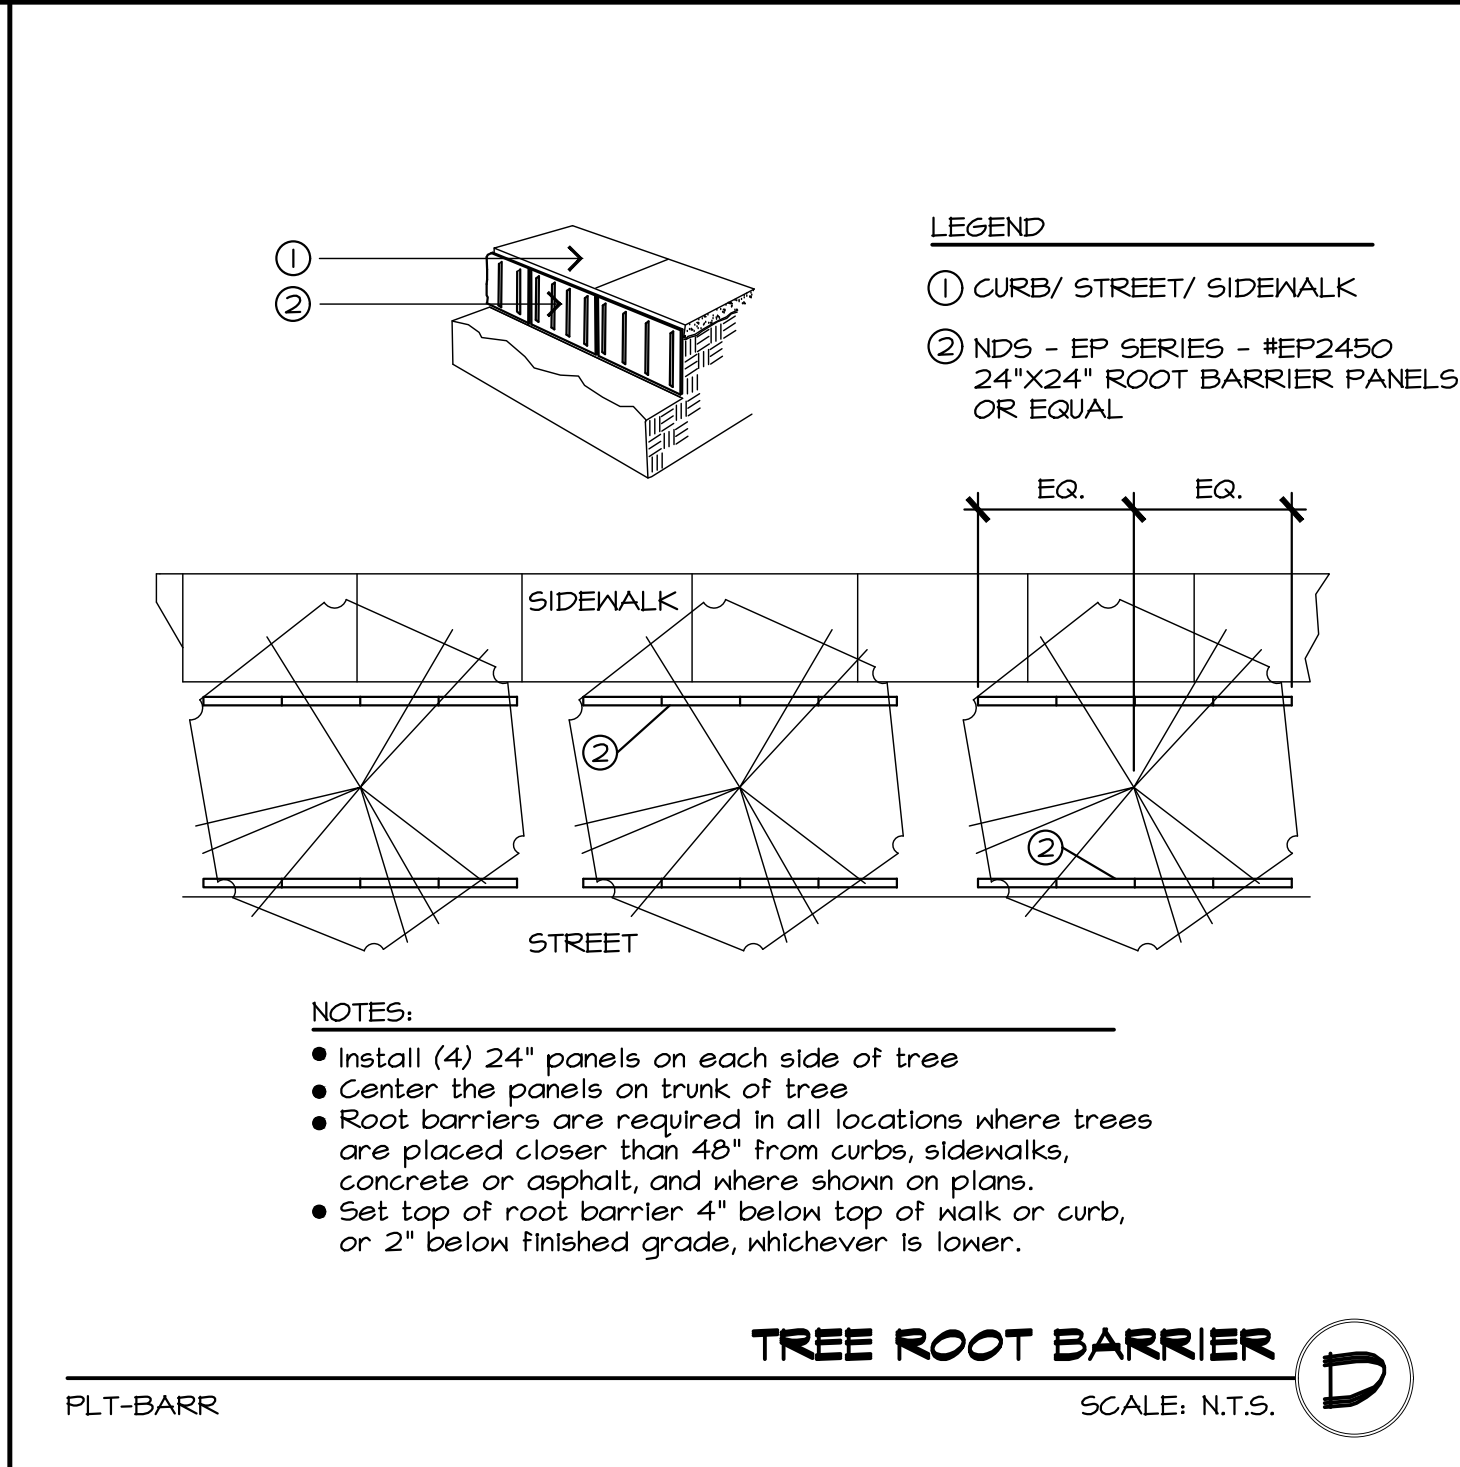 LEGEND
1 CURB/ STREET/ SIDEWALK
2 NDS - EP SERIES - #EP2450
24"X24" ROOT BARRIER PANELS
OR EQUAL
1
2
EQ. EQ.
SIDEWALK
2
2
STREET
NOTES:
● Install (4) 24" panels on each side of tree
● Center the panels on trunk of tree
● Root barriers are required in all locations where trees
are placed closer than 48" from curbs, sidewalks,
concrete or asphalt, and where shown on plans.
● Set top of root barrier 4" below top of walk or curb,
or 2" below finished grade, whichever is lower.
TREE ROOT BARRIER
D
PLT-BARR
SCALE: N.T.S.